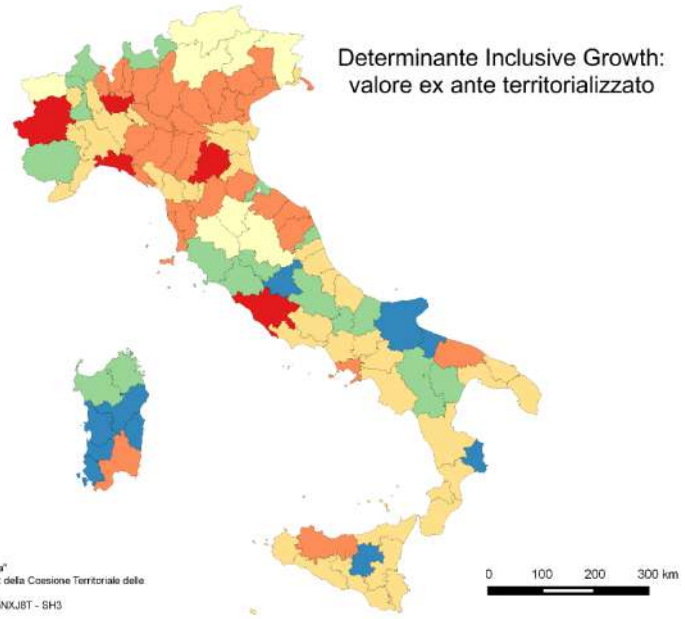 Determinante Inclusive Growth:
valore ex ante territorializzato
della Coesione Territoriale delle
NXJ8T - SH3
0 100 200 300 km